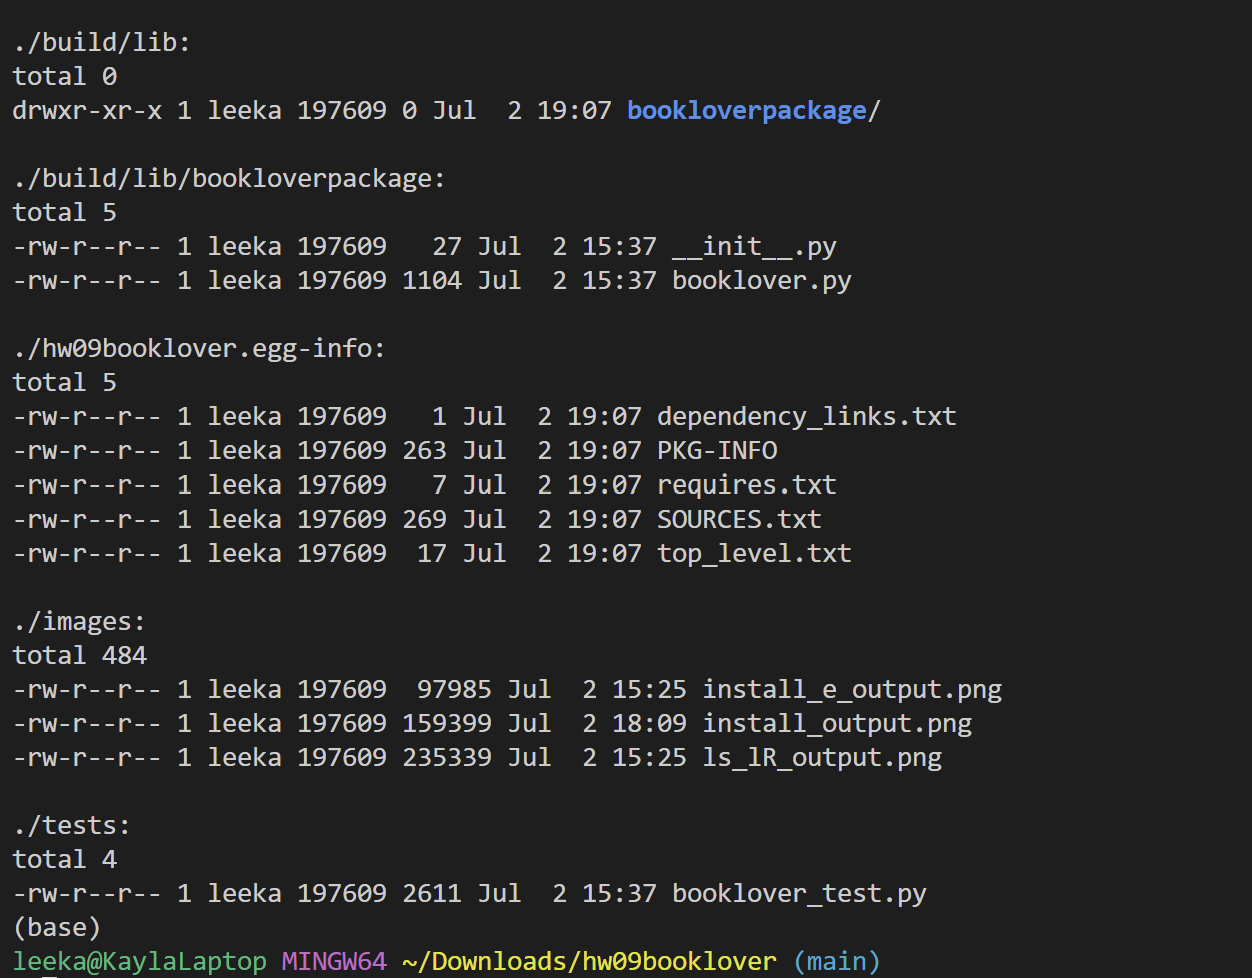 ./build/lib:
total 0
drwxr-xr-x 1 leeka 197609 0 Jul  2 19:07 bookloverpackage/

./build/lib/bookloverpackage:
total 5
-rw-r--r-- 1 leeka 197609   27 Jul  2 15:37 __init__.py
-rw-r--r-- 1 leeka 197609 1104 Jul  2 15:37 booklover.py

./hw09booklover.egg-info:
total 5
-rw-r--r-- 1 leeka 197609   1 Jul  2 19:07 dependency_links.txt
-rw-r--r-- 1 leeka 197609 263 Jul  2 19:07 PKG-INFO
-rw-r--r-- 1 leeka 197609   7 Jul  2 19:07 requires.txt
-rw-r--r-- 1 leeka 197609 269 Jul  2 19:07 SOURCES.txt
-rw-r--r-- 1 leeka 197609  17 Jul  2 19:07 top_level.txt

./images:
total 484
-rw-r--r-- 1 leeka 197609  97985 Jul  2 15:25 install_e_output.png
-rw-r--r-- 1 leeka 197609 159399 Jul  2 18:09 install_output.png
-rw-r--r-- 1 leeka 197609 235339 Jul  2 15:25 ls_lR_output.png

./tests:
total 4
-rw-r--r-- 1 leeka 197609 2611 Jul  2 15:37 booklover_test.py
(base)
leeka@KaylaLaptop MINGW64 ~/Downloads/hw09booklover (main)